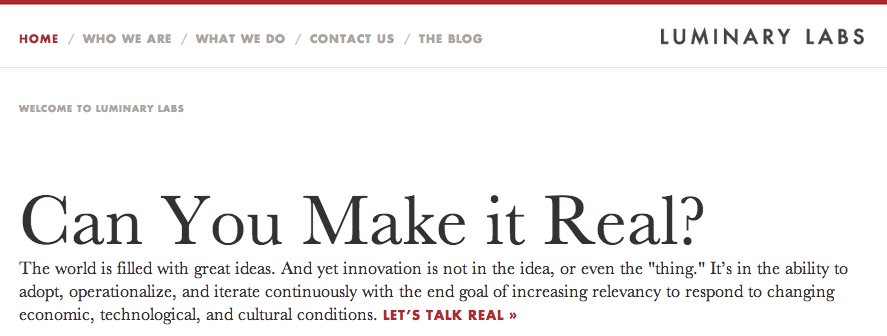 HOME / WHO WE ARE / WHAT WE DO / CONTACT US / THE BLOG
LUMINARY LABS
WELCOME TO LUMINARY LABS
Can You Make it Real?
The world is filled with great ideas. And yet innovation is not in the idea, or even the "thing." It’s in the ability to
adopt, operationalize, and iterate continuously with the end goal of increasing relevancy to respond to changing
economic, technological, and cultural conditions. LET’S TALK REAL »